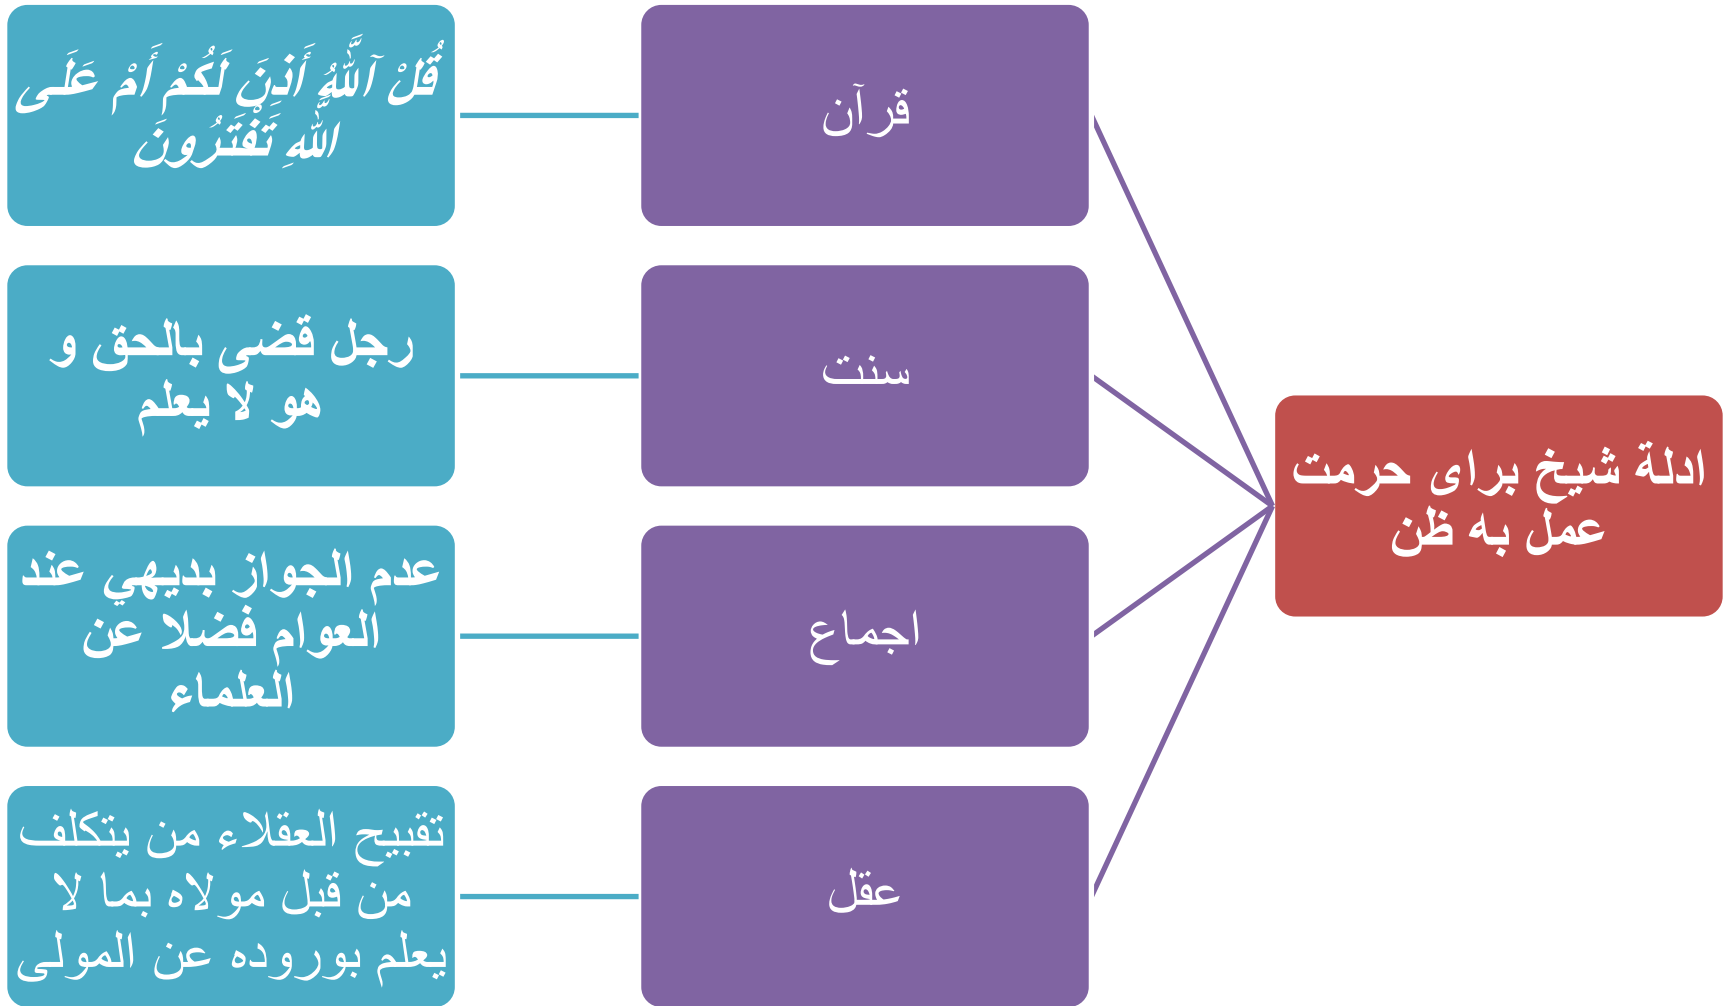 ادلة شیخ برای حرمت
عمل به ظن
قرآن
قُلْ آللَّهُ أَذِنَ لَكُمْ أَمْ عَلَى
اللَّهِ تَفْتَرُونَ
سنت
رجل قضى بالحق و
هو لا يعلم
اجماع
عدم الجواز بديهي عند
العوام فضلا عن
العلماء
عقل
تقبيح العقلاء من يتكلف
من قبل مولاه بما لا
يعلم بوروده عن المولى